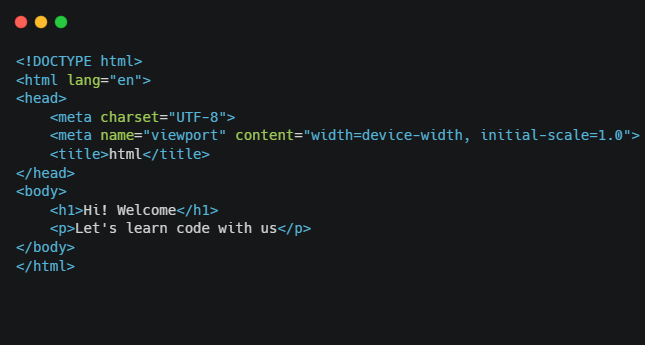 <!DOCTYPE html>
<html lang="en">
<head>
    <meta charset="UTF-8">
    <meta name="viewport" content="width=device-width, initial-scale=1.0">
    <title>html</title>
</head>
<body>
    <h1>Hi! Welcome</h1>
    <p>Let's learn code with us</p>
</body>
</html>